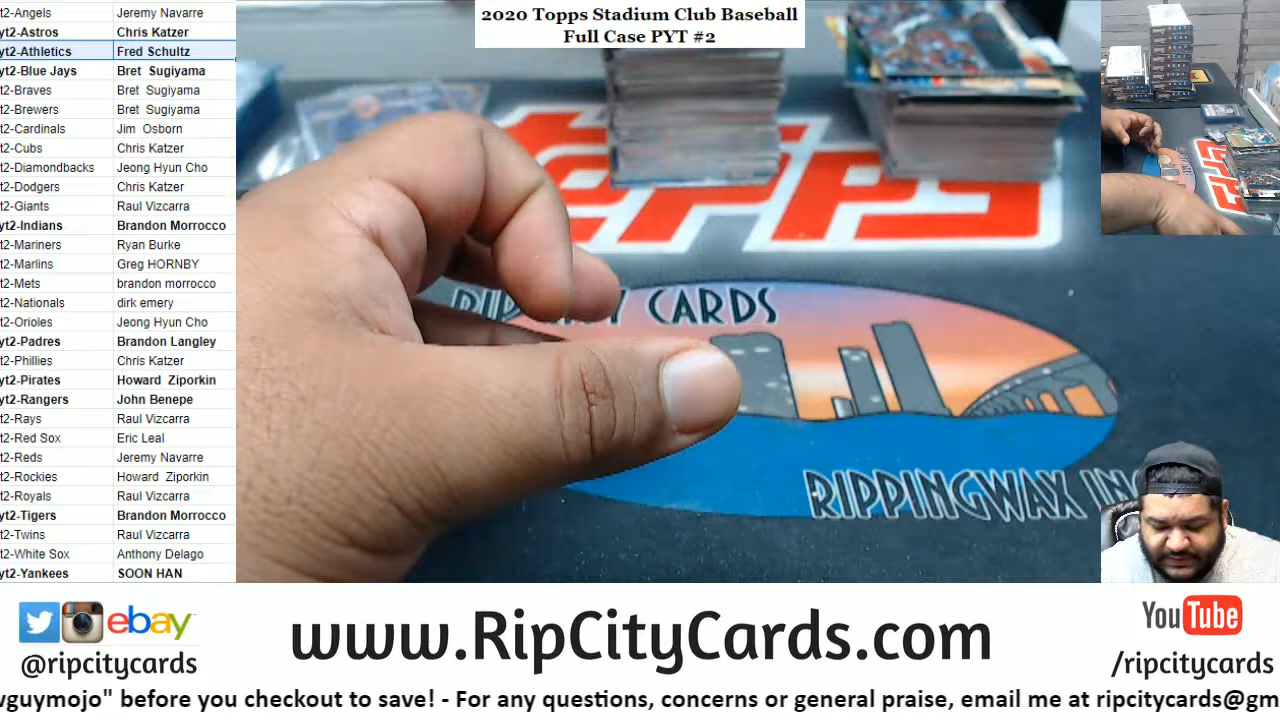 2020 Topps Stadium Club Baseball
Full Case PYT #2
t2-Angels Jeremy Navarre
yt2-Astros Chris Katzer
yt2-Athletics Fred Schultz
yt2-Blue Jays Bret Sugiyama
t2-Braves Bret Sugiyama
t2-Brewers Bret Sugiyama
t2-Cardinals Jim Osborn
t2-Cubs Chris Katzer
t2-Diamondbacks Jeong Hyun Cho
t2-Dodgers Chris Katzer
t2-Giants Raul Vizcarra
yt2-Indians Brandon Morrocco
t2-Mariners Ryan Burke
t2-Marlins Greg HORNBY
t2-Mets brandon morrocco
t2-Nationals dirk emery
t2-Orioles Jeong Hyun Cho
yt2-Padres Brandon Langley
t2-Phillies Chris Katzer
yt2-Pirates Howard Ziporkin
yt2-Rangers John Benepe
t2-Rays Raul Vizcarra
t2-Red Sox Eric Leal
t2-Reds Jeremy Navarre
t2-Rockies Howard Ziporkin
t2-Royals Raul Vizcarra
yt2-Tigers Brandon Morrocco
t2-Twins Raul Vizcarra
t2-White Sox Anthony Delago
yt2-Yankees SOON HAN
CARDS
RIPPINGWAX IN
ebay
@ripcitycards
www.RipCityCards.com
YouTube
/ripcitycards
wguymojo" before you checkout to save! - For any questions, concerns or general praise, email me at ripcitycards@gm